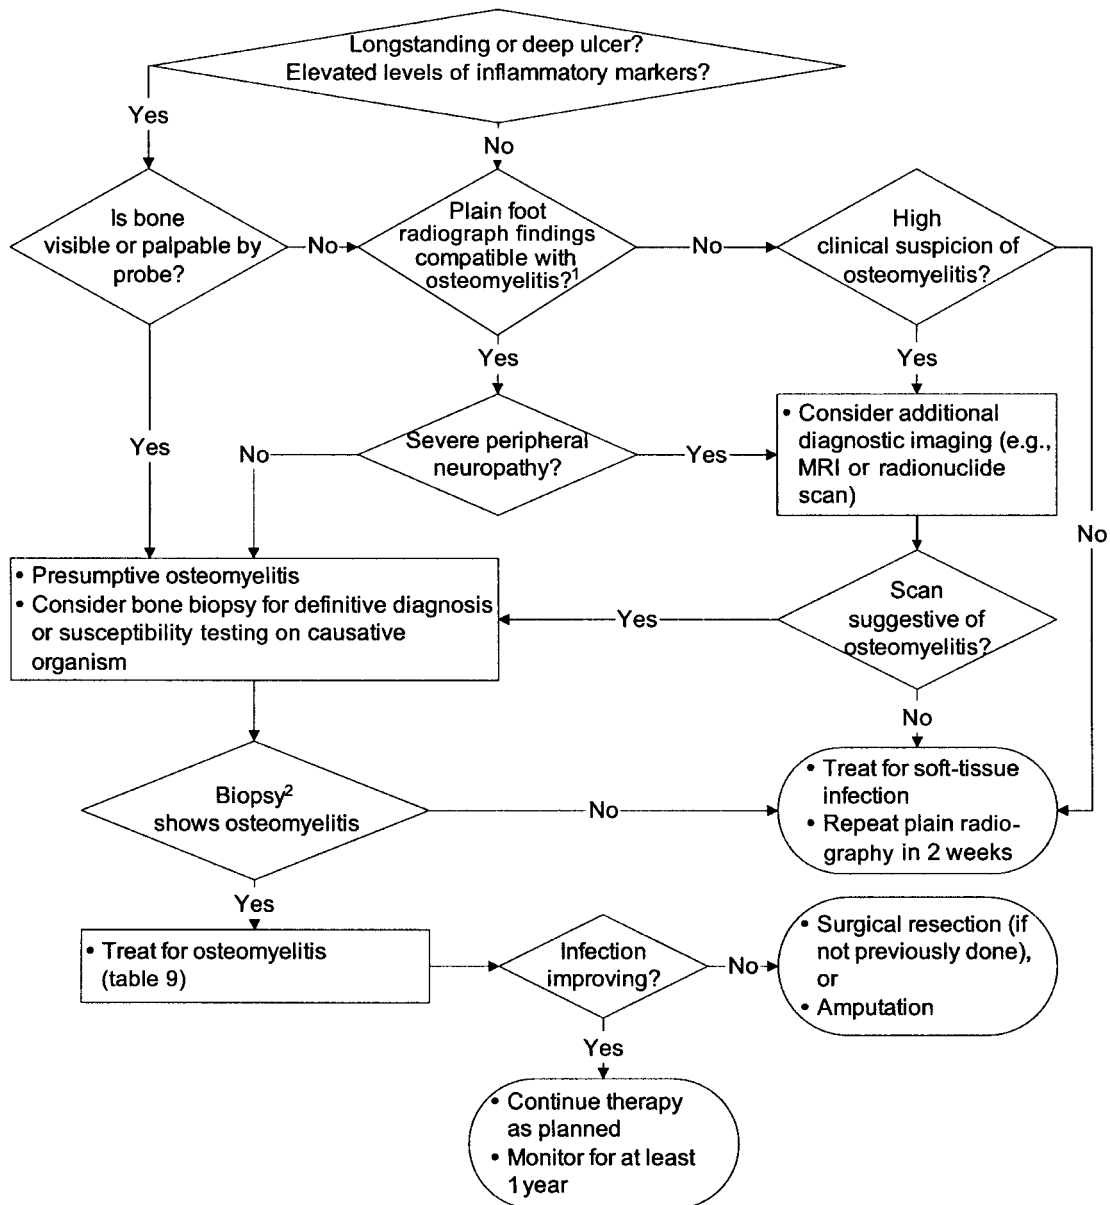 Longstanding or deep ulcer?
Elevated levels of inflammatory markers?
Yes
No
Is bone
visible or palpable by
probe?
No
Plain foot
radiograph findings
compatible with
osteomyelitis?1
No
High
clinical suspicion of
osteomyelitis?
Yes
Yes
Yes
No
Severe peripheral
neuropathy?
Yes
• Consider additional
diagnostic imaging (e.g.,
MRI or radionuclide
scan)
No
No
• Presumptive osteomyelitis
• Consider bone biopsy for definitive diagnosis
or susceptibility testing on causative
organism
Yes
Scan
suggestive of
osteomyelitis?
No
Biopsy2
shows osteomyelitis
No
• Treat for soft-tissue
infection
• Repeat plain radio-
graphy in 2 weeks
Yes
• Treat for osteomyelitis
(table 9)
Infection
improving?
No
• Surgical resection (if
not previously done),
or
• Amputation
Yes
• Continue therapy
as planned
• Monitor for at least
1 year